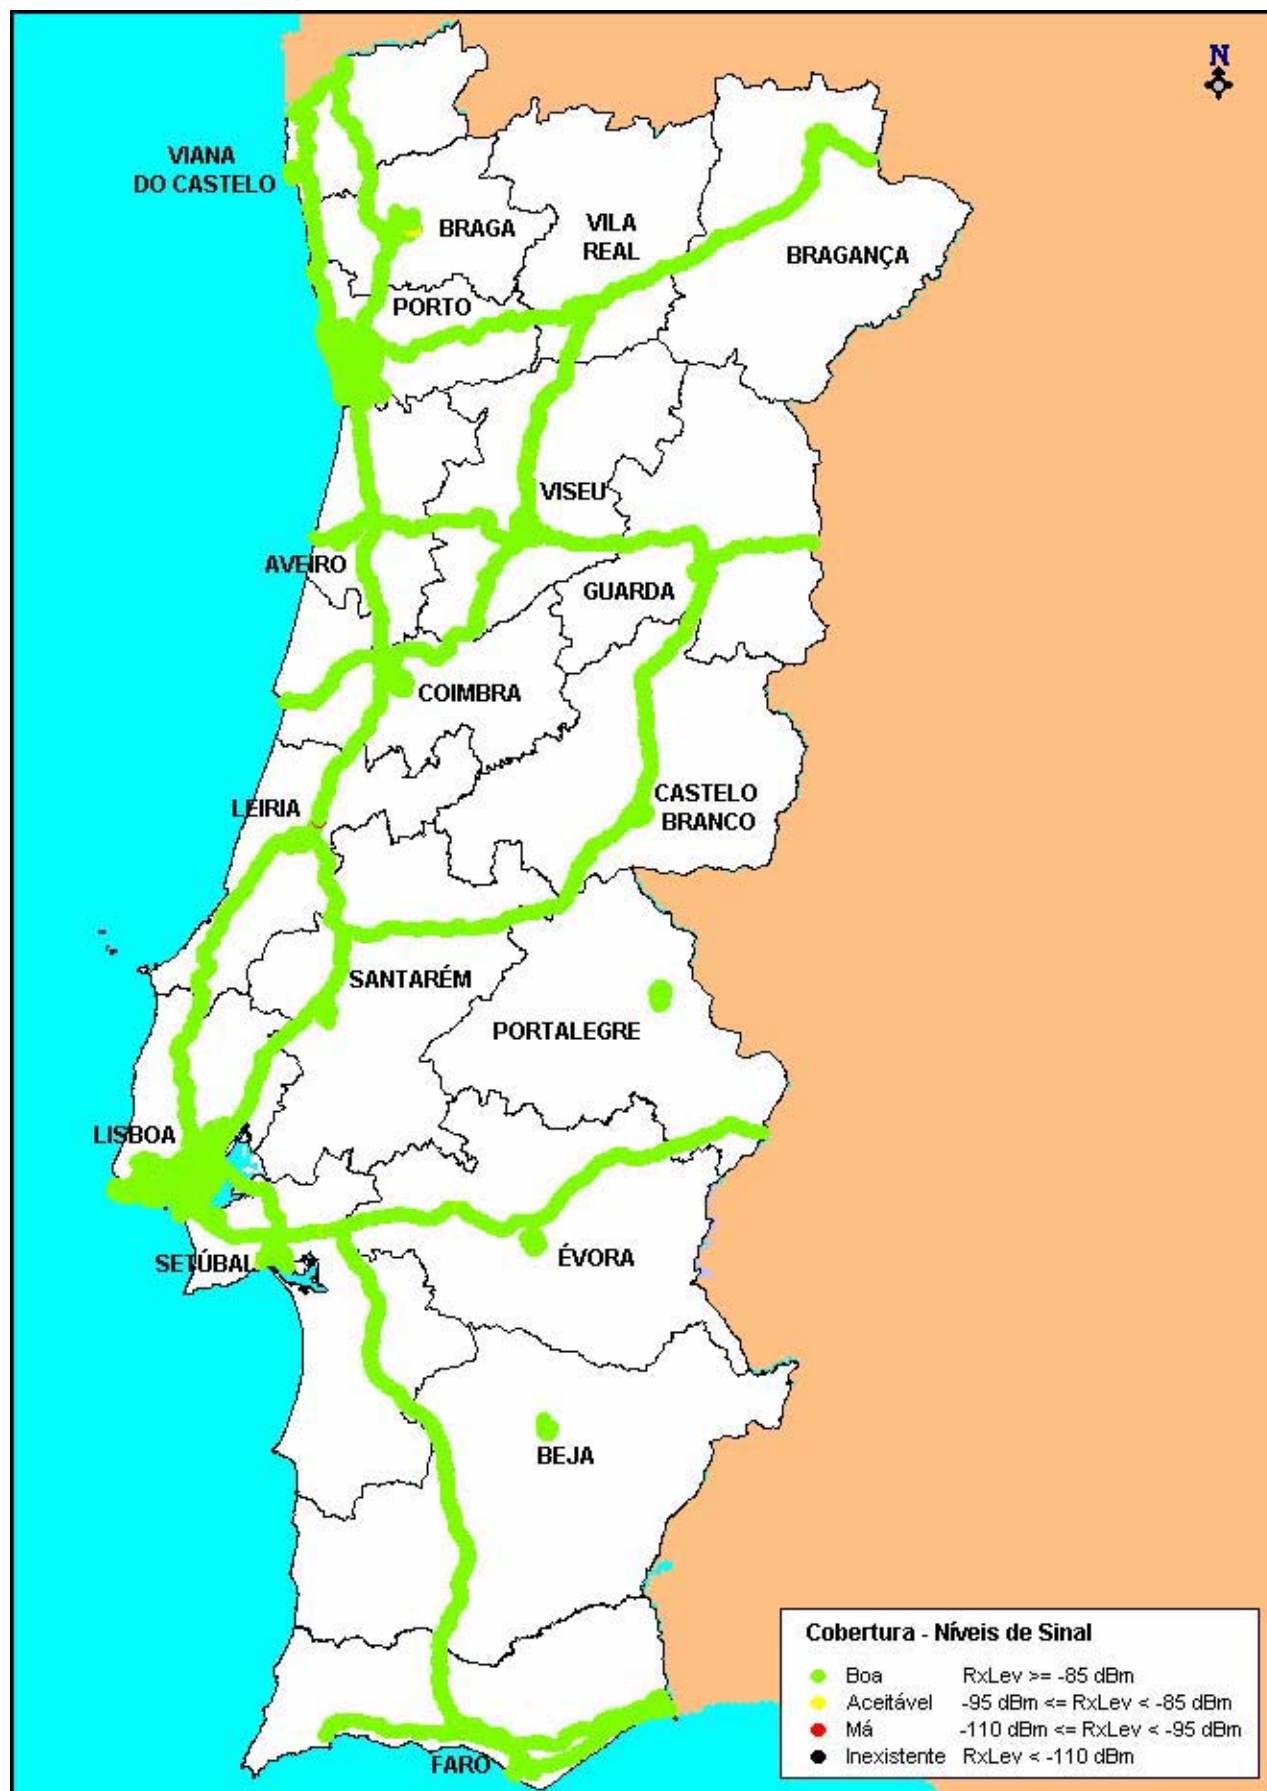 N
VIANA
DO CASTELO
BRAGA
VILA
REAL
BRAGANÇA
PORTO
VISEU
AVEIRO
GUARDA
COIMBRA
LEIRIA
CASTELO
BRANCO
SANTARÉM
PORTALEGRE
LISBOA
SETÚBAL
ÉVORA
BEJA
FARO
Cobertura - Níveis de Sinal
Boa RxLev >= -85 dBm
Aceitável -95 dBm <= RxLev < -85 dBm
Má -110 dBm <= RxLev < -95 dBm
Inexistente RxLev < -110 dBm